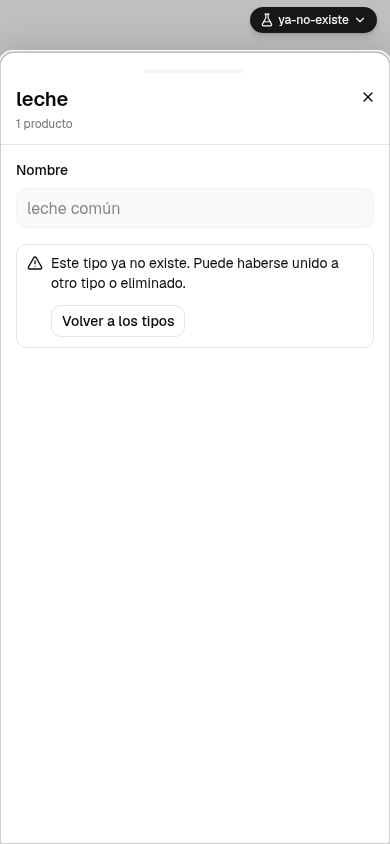 ya-no-existe
leche
1 producto
Nombre
leche común
Este tipo ya no existe. Puede haberse unido a
otro tipo o eliminado.
Volver a los tipos